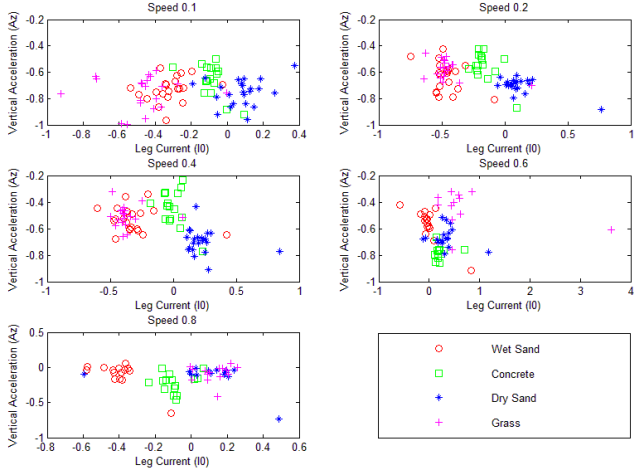 Speed 0.1
Speed 0.2
-0.2
-0.4
-0.6
-0.8
-1
Vertical Acceleration (Az)
-1 -0.8 -0.6 -0.4 -0.2 0 0.2 0.4
Leg Current (I0)
-0.2
-0.4
-0.6
-0.8
-1
Vertical Acceleration (Az)
-1 -0.5 0 0.5 1
Leg Current (I0)
Speed 0.4
Speed 0.6
-0.2
-0.4
-0.6
-0.8
-1
Vertical Acceleration (Az)
-1 -0.5 0 0.5 1
Leg Current (I0)
-0.2
-0.4
-0.6
-0.8
-1
Vertical Acceleration (Az)
-1 0 1 2 3 4
Leg Current (I0)
Speed 0.8
0.5
0
-0.5
-1
Vertical Acceleration (Az)
-0.8 -0.6 -0.4 -0.2 0 0.2 0.4 0.6
Leg Current (I0)
Wet Sand
Concrete
Dry Sand
Grass